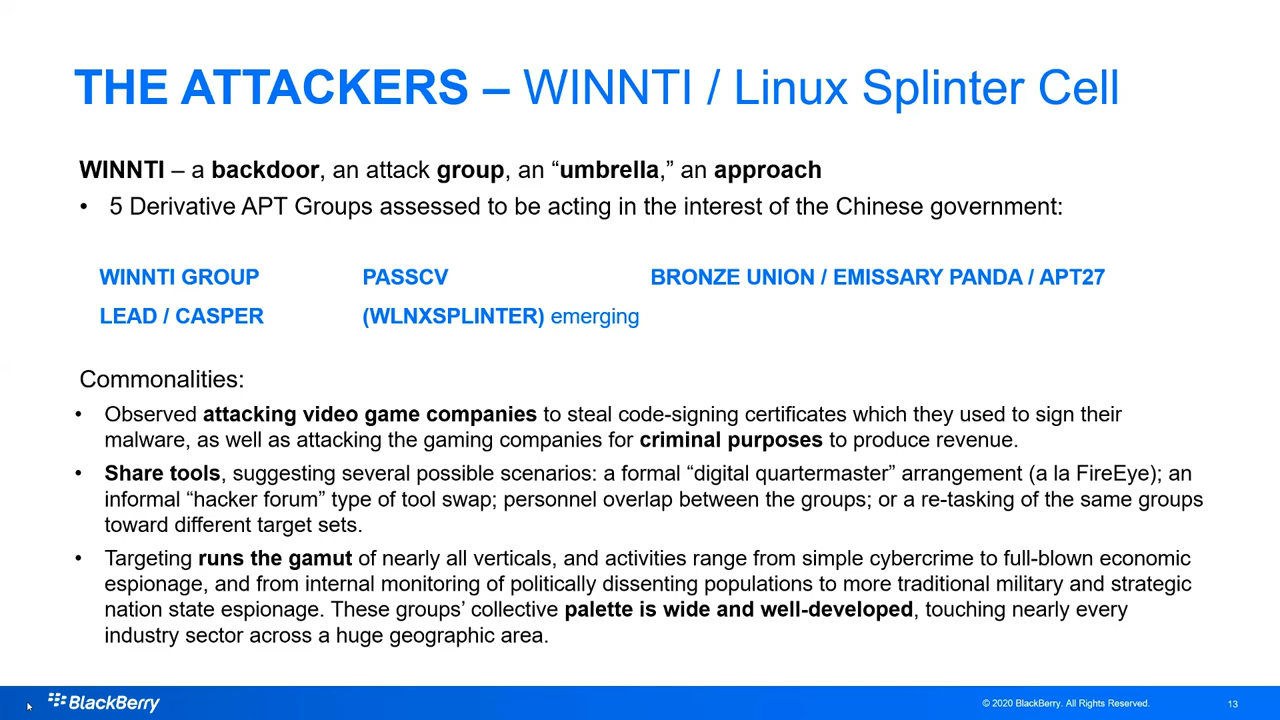 THE ATTACKERS – WINNTI / Linux Splinter Cell
WINNTI – a backdoor, an attack group, an “umbrella,” an approach
• 5 Derivative APT Groups assessed to be acting in the interest of the Chinese government:
WINNTI GROUP PASSCV BRONZE UNION / EMISSARY PANDA / APT27
LEAD / CASPER (WLNXSPLINTER) emerging
Commonalities:
• Observed attacking video game companies to steal code-signing certificates which they used to sign their
malware, as well as attacking the gaming companies for criminal purposes to produce revenue.
• Share tools, suggesting several possible scenarios: a formal “digital quartermaster” arrangement (a la FireEye); an
informal “hacker forum” type of tool swap; personnel overlap between the groups; or a re-tasking of the same groups
toward different target sets.
• Targeting runs the gamut of nearly all verticals, and activities range from simple cybercrime to full-blown economic
espionage, and from internal monitoring of politically dissenting populations to more traditional military and strategic
nation state espionage. These groups’ collective palette is wide and well-developed, touching nearly every
industry sector across a huge geographic area.
BlackBerry © 2020 BlackBerry. All Rights Reserved. 13